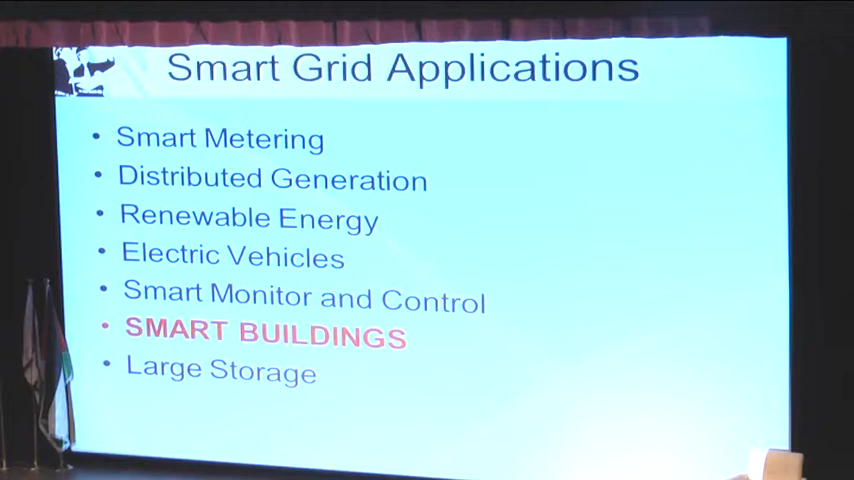 Smart Grid Applications
• Smart Metering
• Distributed Generation
• Renewable Energy
• Electric Vehicles
• Smart Monitor and Control
• SMART BUILDINGS
• Large Storage